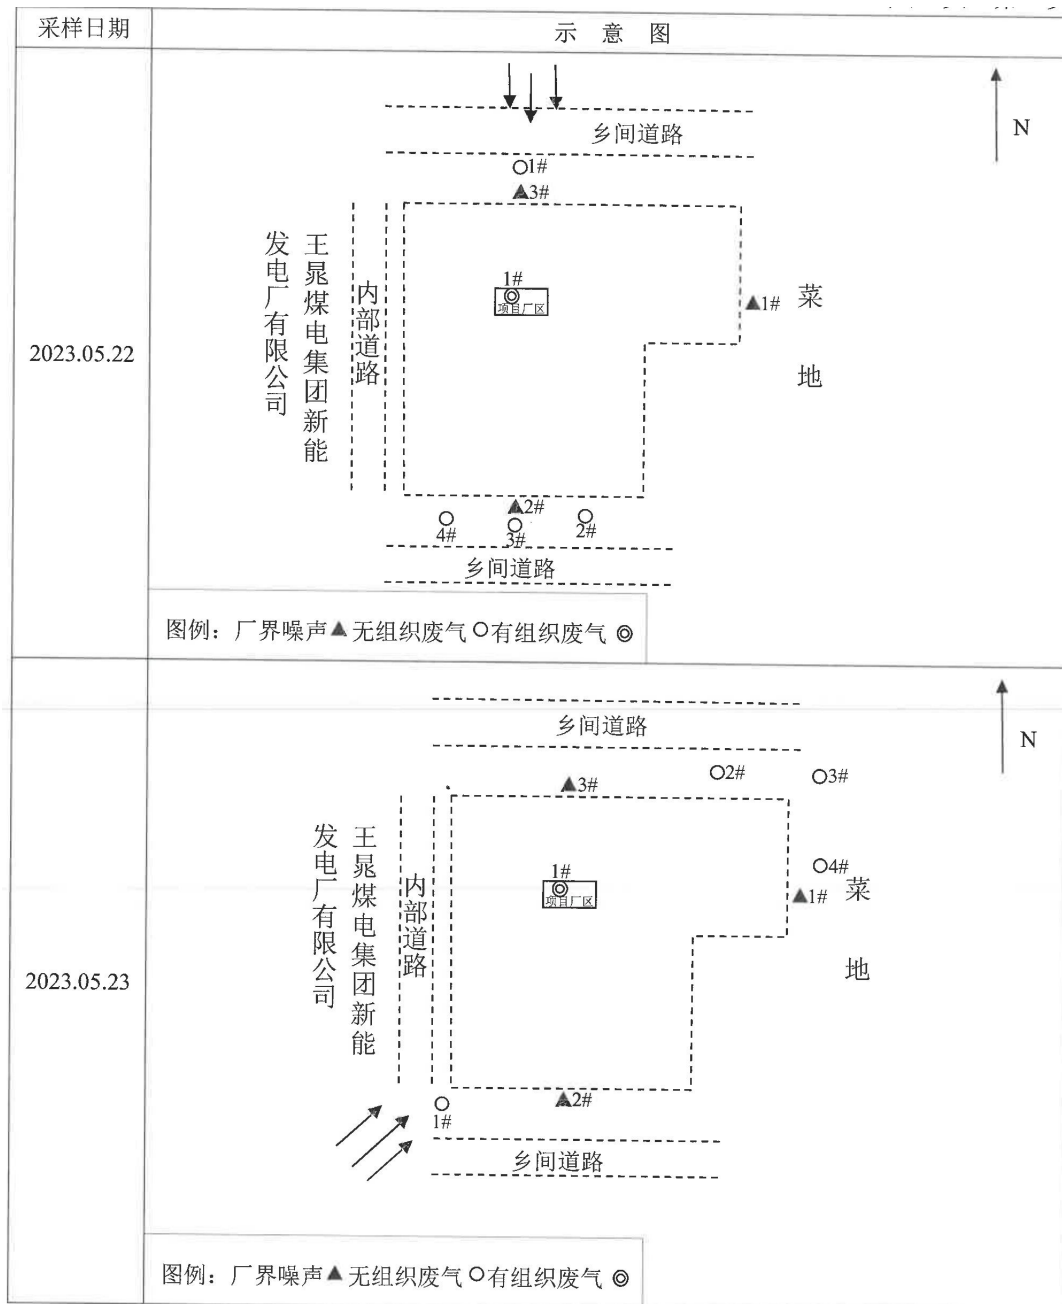 采样日期
示 意 图
2023.05.22
N
乡间道路
○1#
▲3#
王晁煤电集团新能
发电厂有限公司
内部道路
1#
◎
项目厂区
▲1#
菜地
▲2#
4#
3#
2#
乡间道路
图例：厂界噪声▲无组织废气○有组织废气◎
2023.05.23
N
乡间道路
○2#
○3#
▲3#
王晁煤电集团新能
发电厂有限公司
内部道路
1#
◎
项目厂区
○4#
▲1#
菜地
1#
▲2#
乡间道路
图例：厂界噪声▲无组织废气○有组织废气◎